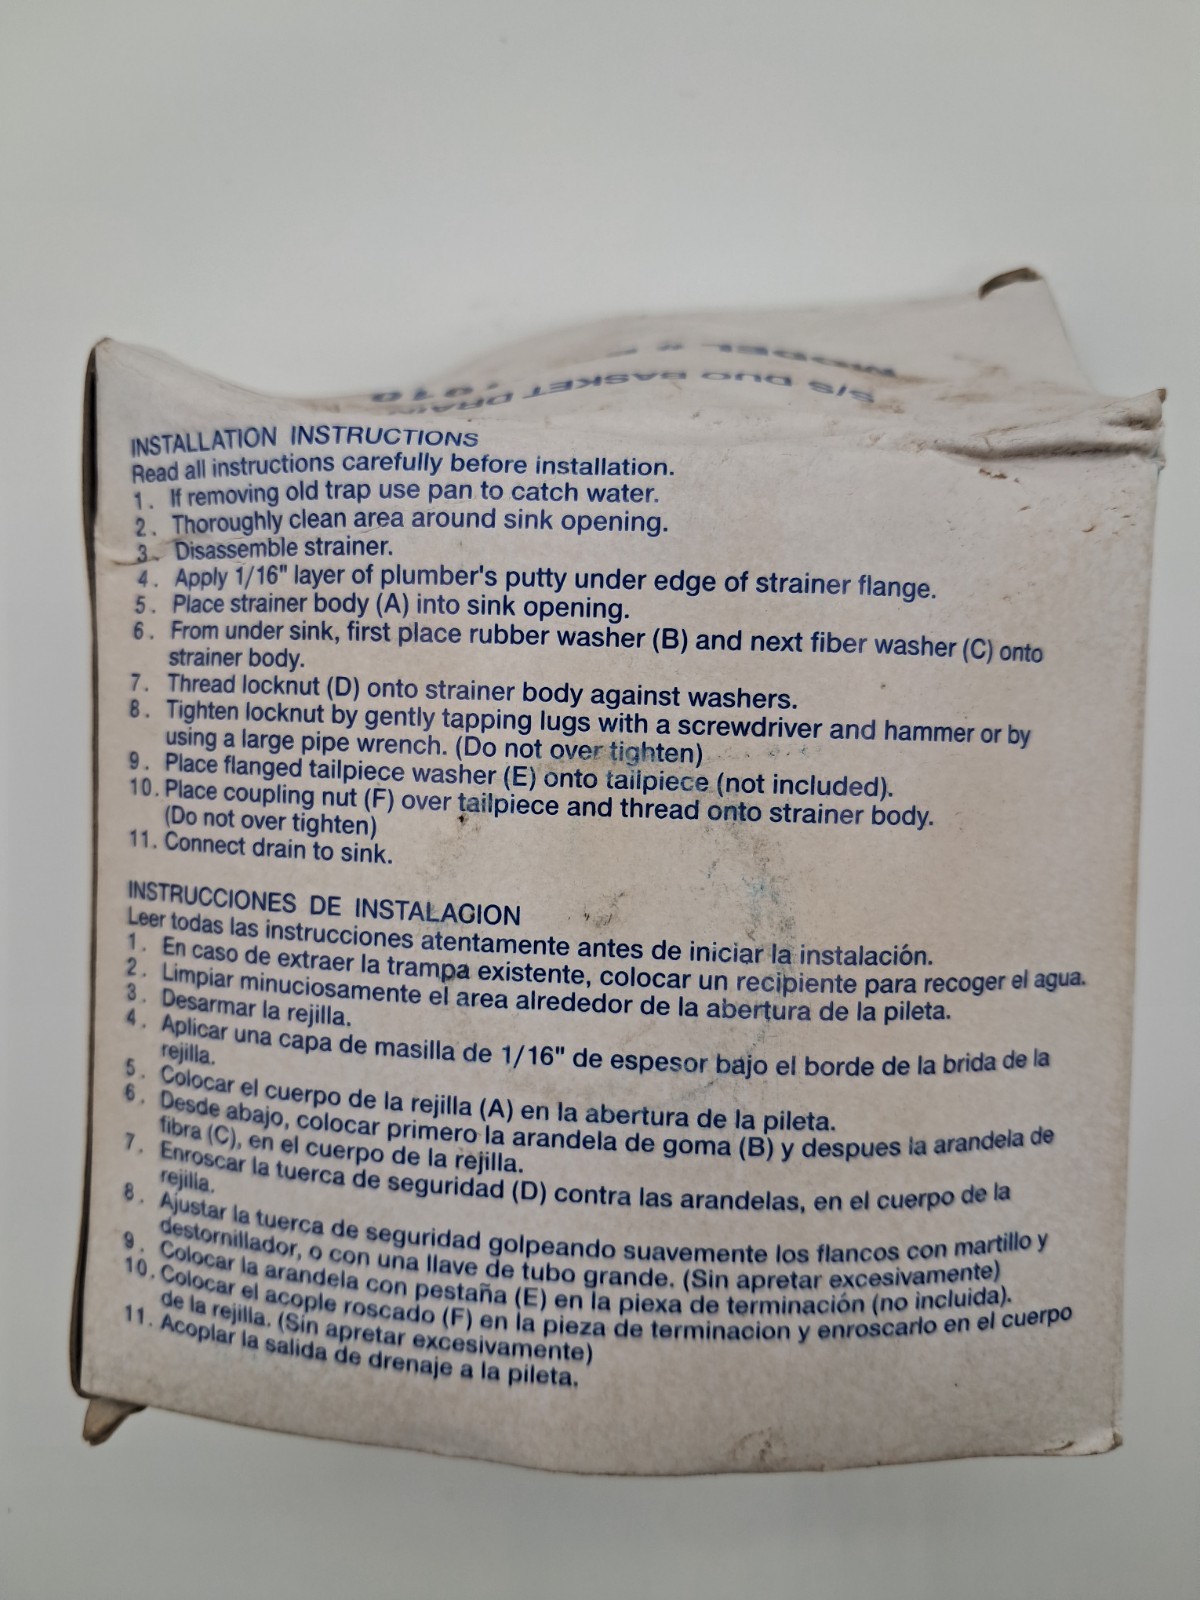 S/S DUO BASKET DRAIN
MODEL #
INSTALLATION INSTRUCTIONS
Read all instructions carefully before installation.
1. If removing old trap use pan to catch water.
2. Thoroughly clean area around sink opening.
3. Disassemble strainer.
4. Apply 1/16" layer of plumber's putty under edge of strainer flange.
5. Place strainer body (A) into sink opening.
6. From under sink, first place rubber washer (B) and next fiber washer (C) onto
strainer body.
7. Thread locknut (D) onto strainer body against washers.
8. Tighten locknut by gently tapping lugs with a screwdriver and hammer or by
using a large pipe wrench. (Do not over tighten)
9. Place flanged tailpiece washer (E) onto tailpiece (not included).
10. Place coupling nut (F) over tailpiece and thread onto strainer body.
(Do not over tighten)
11. Connect drain to sink.
INSTRUCCIONES DE INSTALACION
Leer todas las instrucciones atentamente antes de iniciar la instalación.
1. En caso de extraer la trampa existente, colocar un recipiente para recoger el agua.
2. Limpiar minuciosamente el area alrededor de la abertura de la pileta.
3. Desarmar la rejilla.
4. Aplicar una capa de masilla de 1/16" de espesor bajo el borde de la brida de la
rejilla.
5. Colocar el cuerpo de la rejilla (A) en la abertura de la pileta.
6. Desde abajo, colocar primero la arandela de goma (B) y despues la arandela de
fibra (C), en el cuerpo de la rejilla.
7. Enroscar la tuerca de seguridad (D) contra las arandelas, en el cuerpo de la
rejilla.
8. Ajustar la tuerca de seguridad golpeando suavemente los flancos con martillo y
destornillador, o con una llave de tubo grande. (Sin apretar excesivamente)
9. Colocar la arandela con pestaña (E) en la piexa de terminación (no incluida).
10. Colocar el acople roscado (F) en la pieza de terminacion y enroscarlo en el cuerpo
de la rejilla. (Sin apretar excesivamente)
11. Acoplar la salida de drenaje a la pileta.